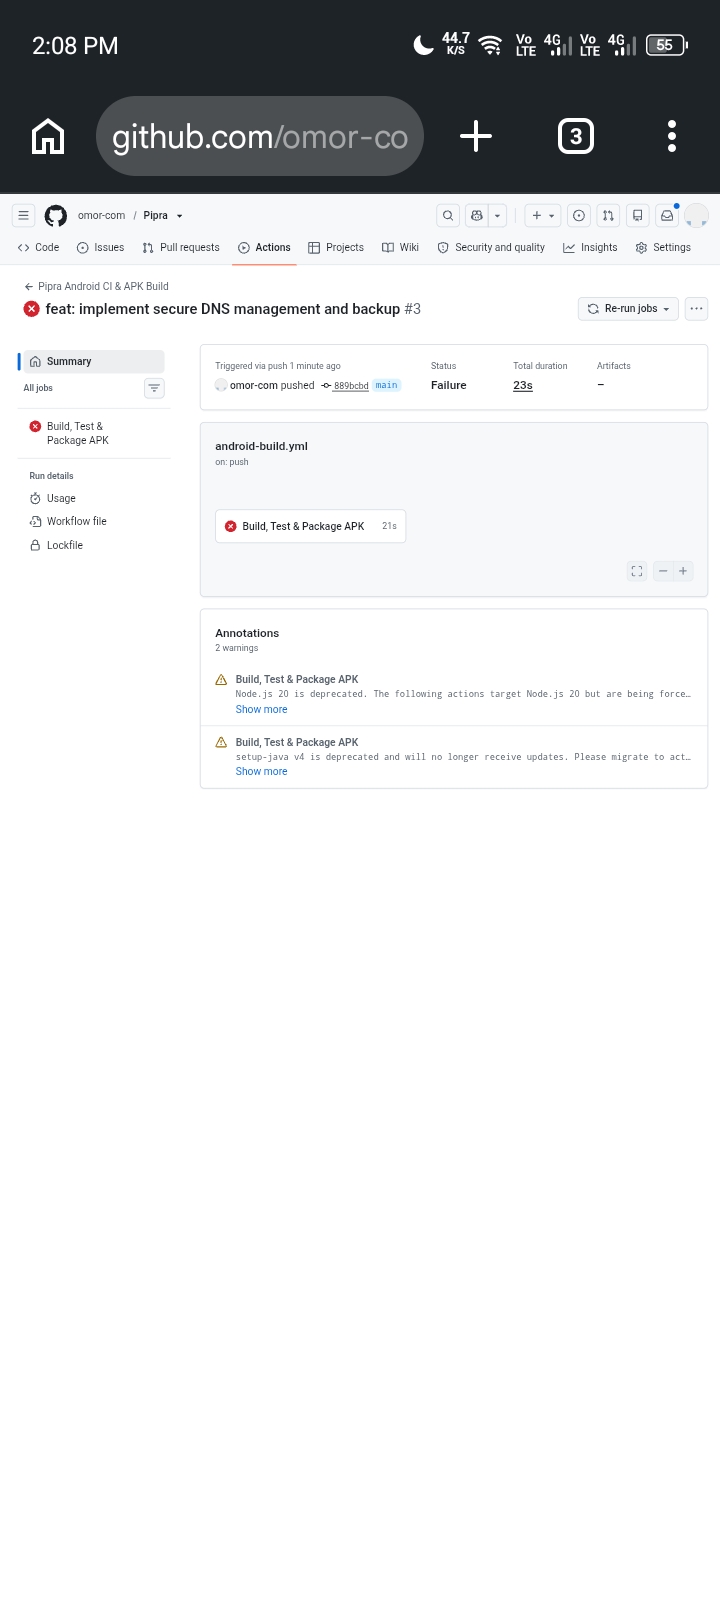 2:08 PM
44.7 K/S
Vo LTE 4G Vo LTE 4G 55
github.com/omor-co
3
omor-com / Pipra
Code Issues Pull requests Actions Projects Wiki Security and quality Insights Settings
Pipra Android CI & APK Build
feat: implement secure DNS management and backup #3
Re-run jobs
Summary
All jobs
Build, Test &
Package APK
Run details
Usage
Workflow file
Lockfile
Triggered via push 1 minute ago
omor-com pushed 889bcbd main
Status
Failure
Total duration
23s
Artifacts
–
android-build.yml
on: push
Build, Test & Package APK 21s
Annotations
2 warnings
Build, Test & Package APK
Node.js 20 is deprecated. The following actions target Node.js 20 but are being force…
Show more
Build, Test & Package APK
setup-java v4 is deprecated and will no longer receive updates. Please migrate to act…
Show more